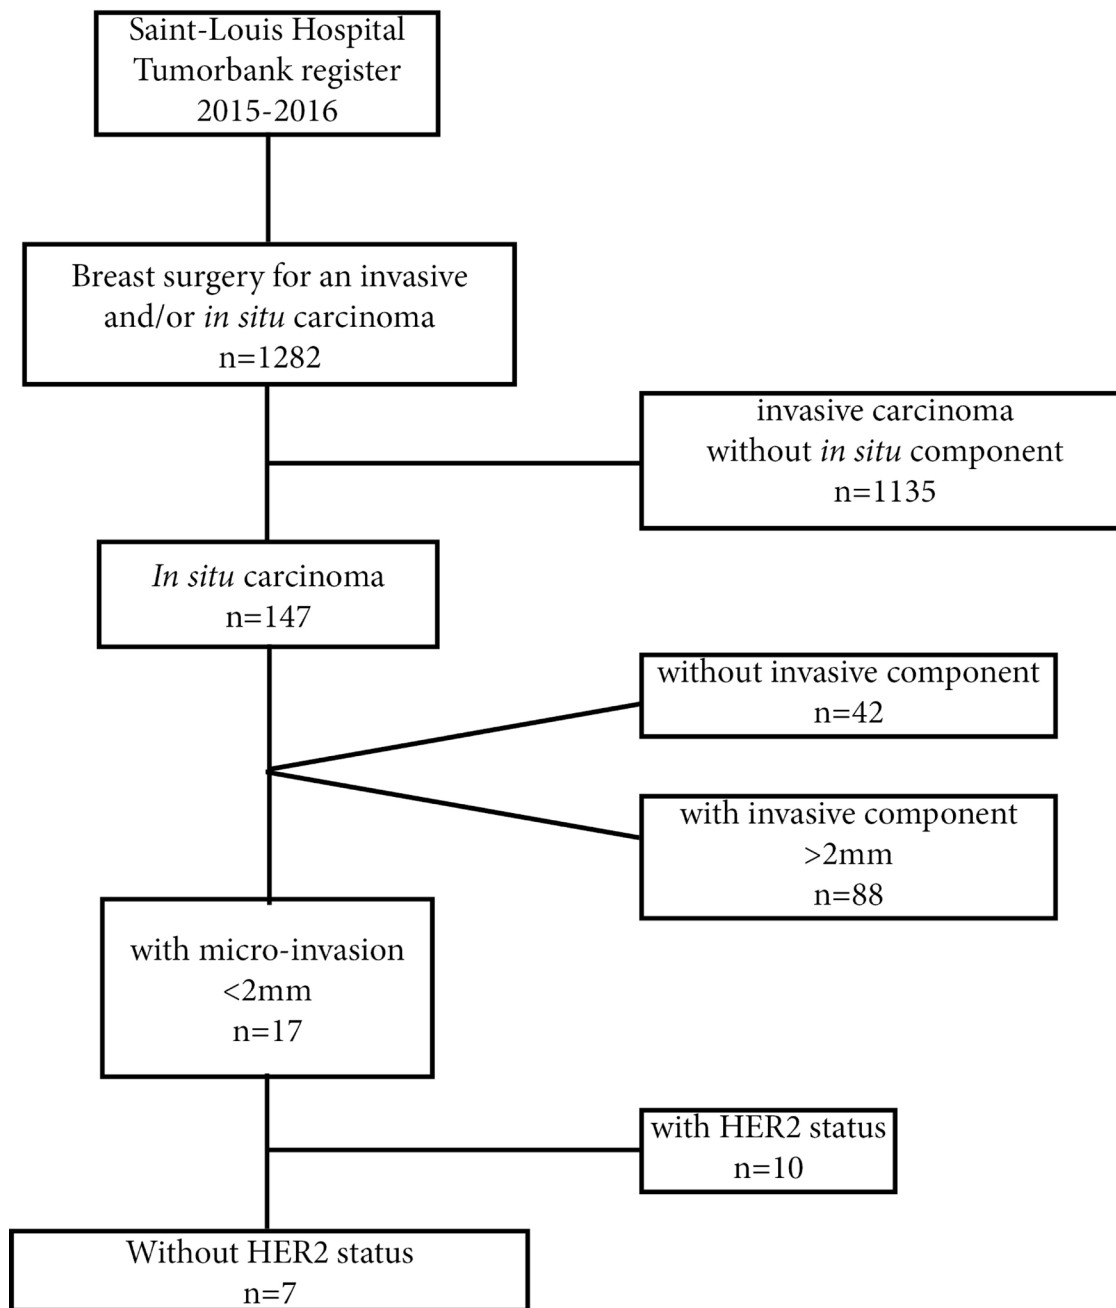 Saint-Louis Hospital
Tumorbank register
2015-2016
Breast surgery for an invasive
and/or in situ carcinoma
n=1282
invasive carcinoma
without in situ component
n=1135
In situ carcinoma
n=147
without invasive component
n=42
with invasive component
>2mm
n=88
with micro-invasion
<2mm
n=17
with HER2 status
n=10
Without HER2 status
n=7